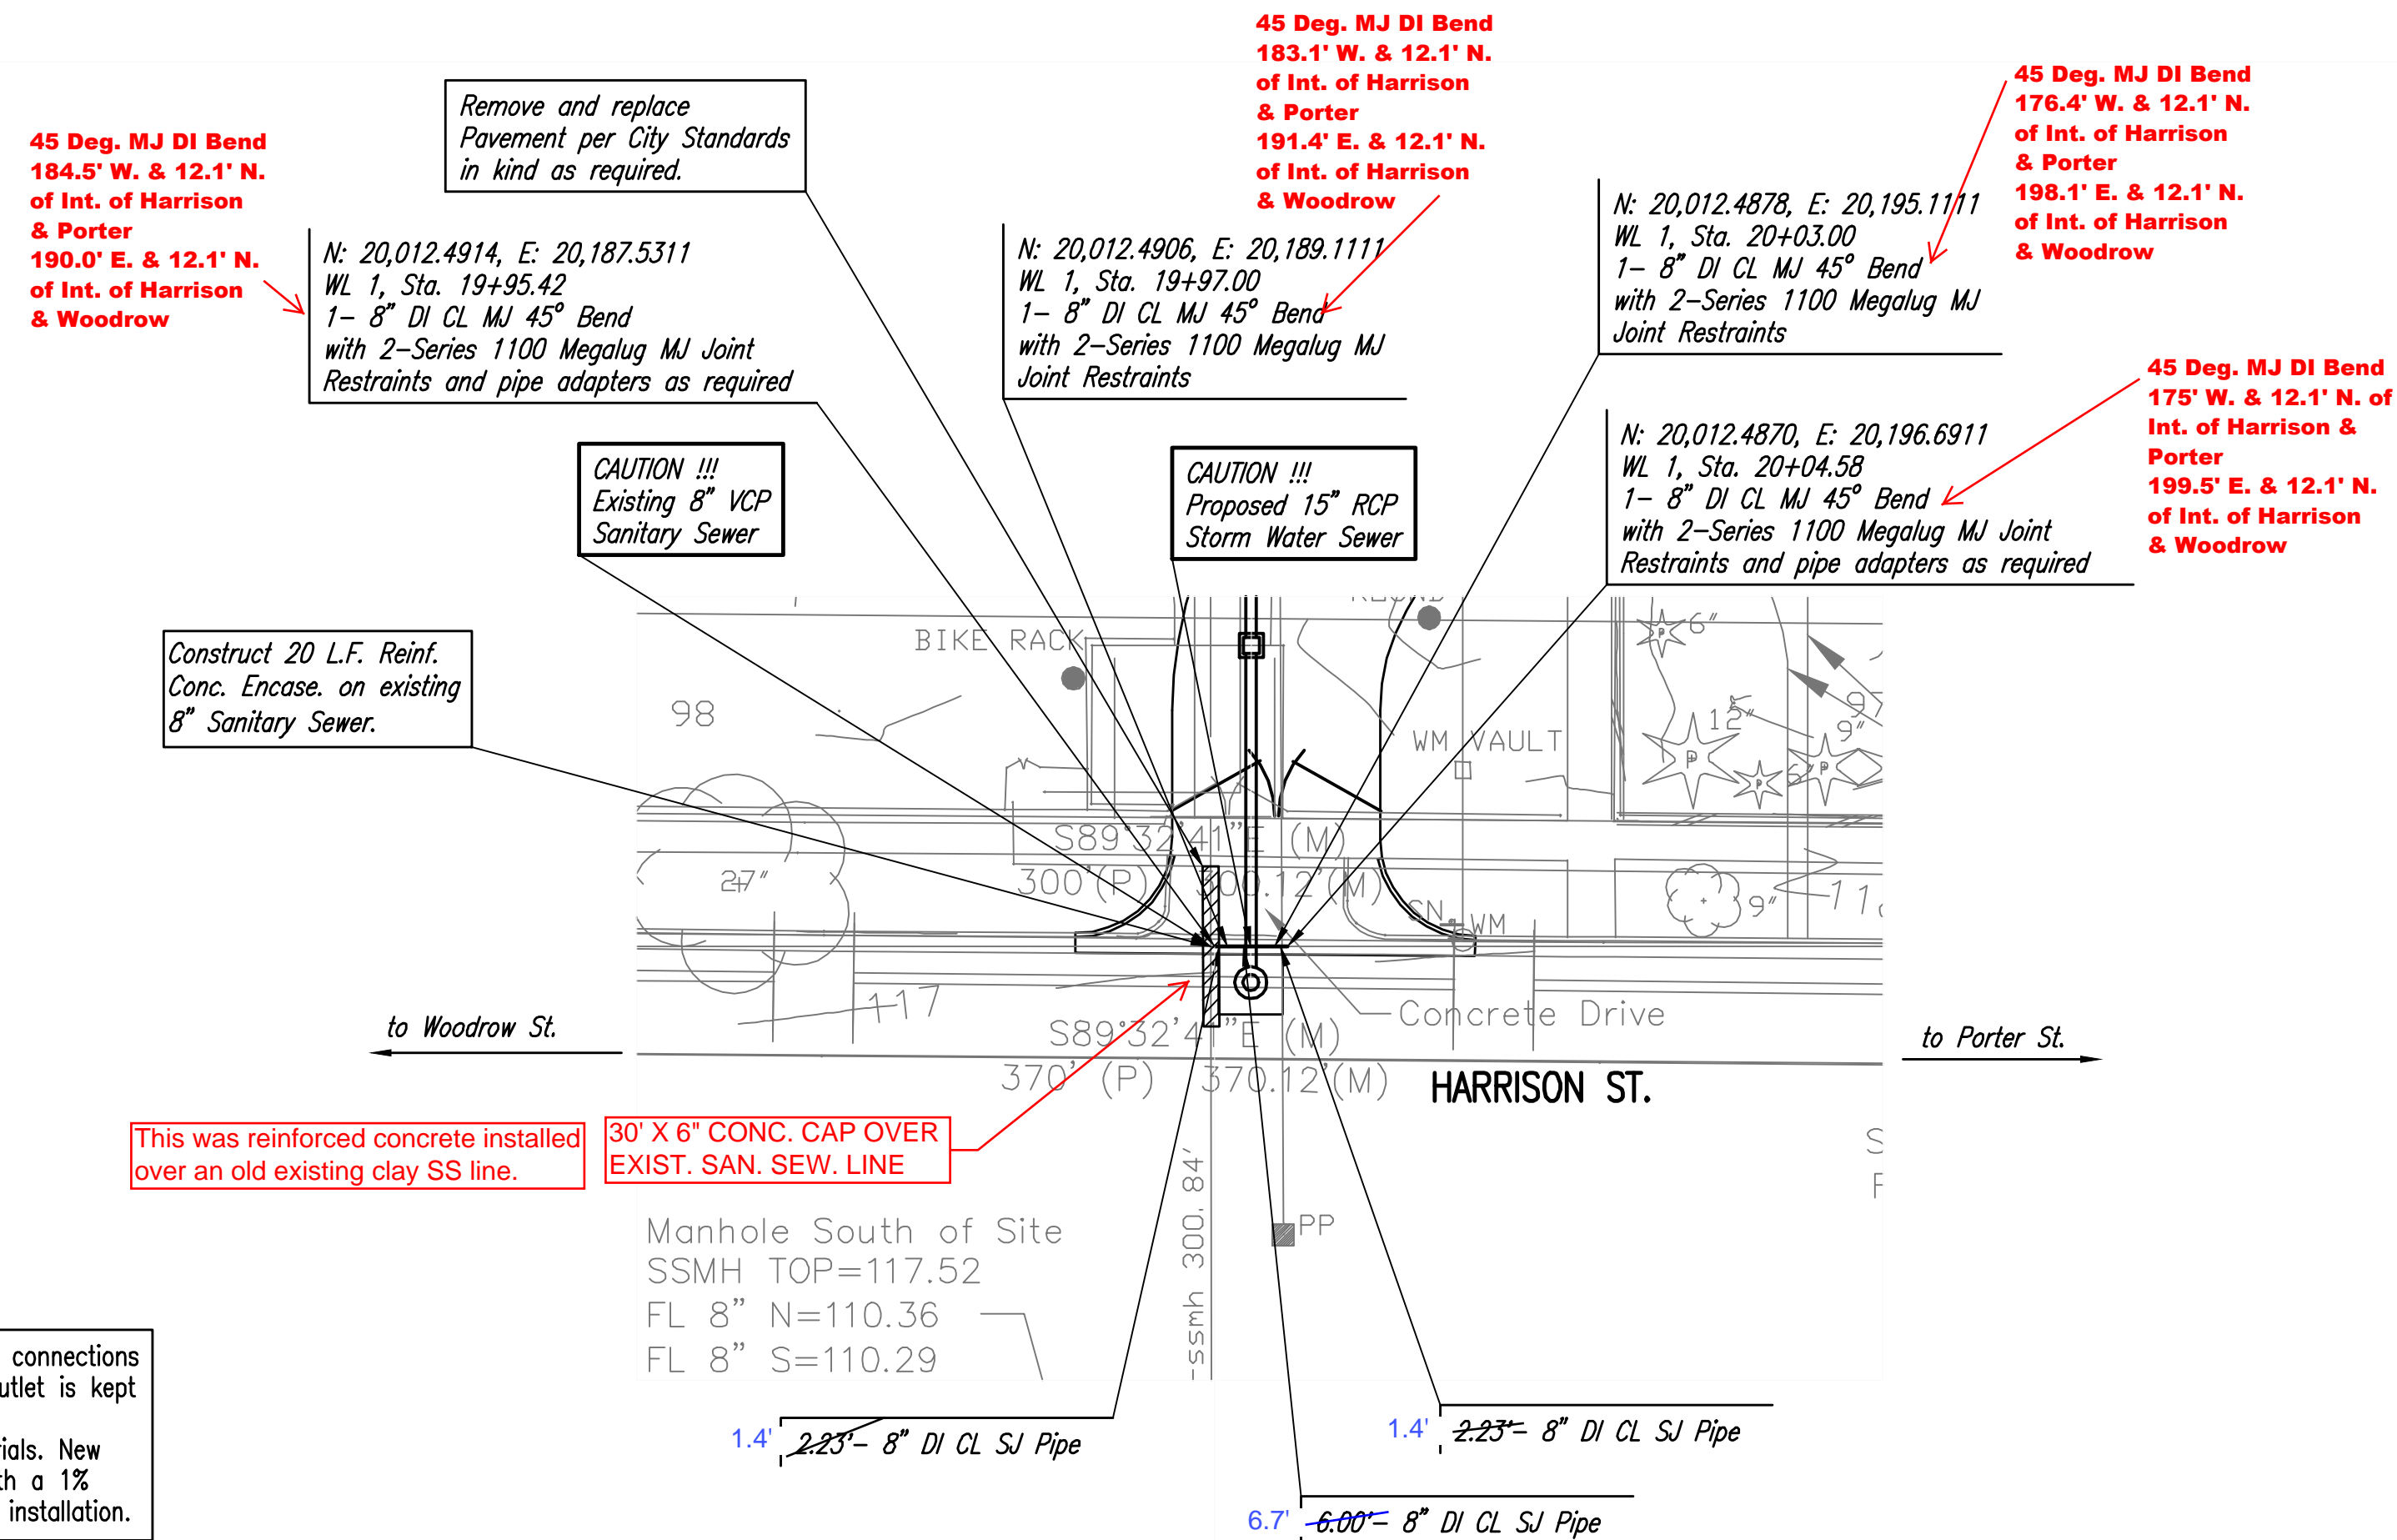 45 Deg. MJ DI Bend
183.1' W. & 12.1' N.
of Int. of Harrison
& Porter
191.4' E. & 12.1' N.
of Int. of Harrison
& Woodrow
45 Deg. MJ DI Bend
176.4' W. & 12.1' N.
of Int. of Harrison
& Porter
198.1' E. & 12.1' N.
of Int. of Harrison
& Woodrow
Remove and replace
Pavement per City Standards
in kind as required.
45 Deg. MJ DI Bend
184.5' W. & 12.1' N.
of Int. of Harrison
& Porter
190.0' E. & 12.1' N.
of Int. of Harrison
& Woodrow
N: 20,012.4914, E: 20,187.5311
WL 1, Sta. 19+95.42
1- 8" DI CL MJ 45° Bend
with 2-Series 1100 Megalug MJ Joint
Restraints and pipe adapters as required
N: 20,012.4906, E: 20,189.1111
WL 1, Sta. 19+97.00
1- 8" DI CL MJ 45° Bend
with 2-Series 1100 Megalug MJ
Joint Restraints
N: 20,012.4878, E: 20,195.1111
WL 1, Sta. 20+03.00
1- 8" DI CL MJ 45° Bend
with 2-Series 1100 Megalug MJ
Joint Restraints
45 Deg. MJ DI Bend
175' W. & 12.1' N. of
Int. of Harrison &
Porter
199.5' E. & 12.1' N.
of Int. of Harrison
& Woodrow
N: 20,012.4870, E: 20,196.6911
WL 1, Sta. 20+04.58
1- 8" DI CL MJ 45° Bend
with 2-Series 1100 Megalug MJ Joint
Restraints and pipe adapters as required
CAUTION !!!
Existing 8" VCP
Sanitary Sewer
CAUTION !!!
Proposed 15" RCP
Storm Water Sewer
Construct 20 L.F. Reinf.
Conc. Encase. on existing
8" Sanitary Sewer.
BIKE RACK
6"
98
12"
9"
WM VAULT
S89°32'41"E (M)
300'(P) 300.12'(M)
27"
9"
SN
WM
117
Concrete Drive
S89°32'41"E (M)
370' (P) 370.12'(M)
to Woodrow St.
to Porter St.
HARRISON ST.
This was reinforced concrete installed
over an old existing clay SS line.
30' X 6" CONC. CAP OVER
EXIST. SAN. SEW. LINE
-ssmh 300.84'
PP
Manhole South of Site
SSMH TOP=117.52
FL 8" N=110.36
FL 8" S=110.29
connections
utlet is kept
ials. New
th a 1%
installation.
1.4' 2.23'- 8" DI CL SJ Pipe
1.4' 2.23'- 8" DI CL SJ Pipe
6.7' 6.00'- 8" DI CL SJ Pipe